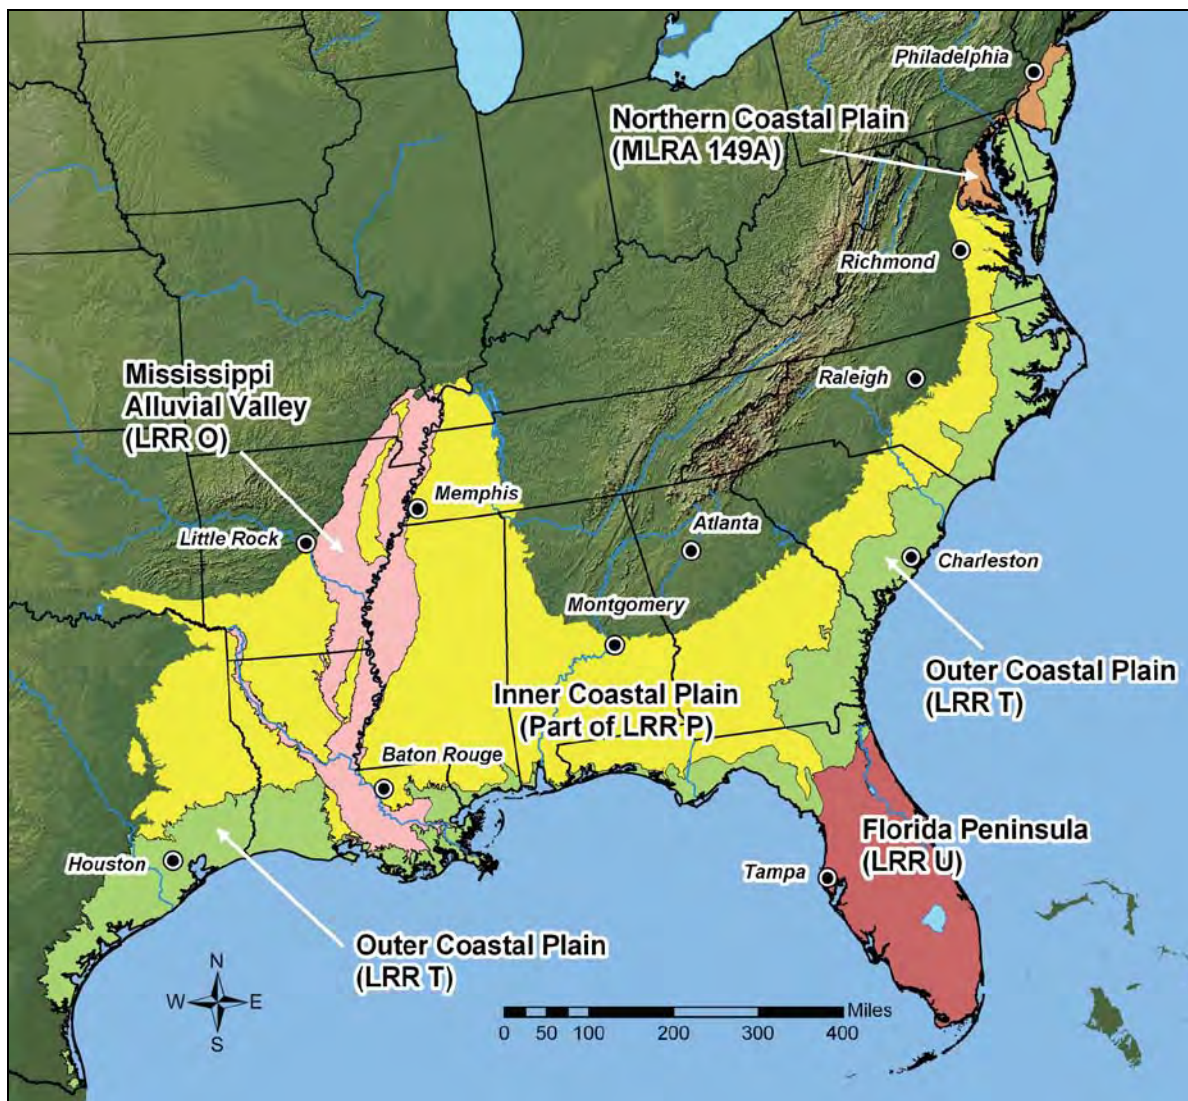 Philadelphia
Northern Coastal Plain
(MLRA 149A)
Richmond
Mississippi
Alluvial Valley
(LRR O)
Raleigh
Memphis
Little Rock
Atlanta
Charleston
Montgomery
Outer Coastal Plain
(LRR T)
Inner Coastal Plain
(Part of LRR P)
Baton Rouge
Florida Peninsula
(LRR U)
Houston
Tampa
Outer Coastal Plain
(LRR T)
N
W E
S
Miles
0 25 50 100 200 300 400